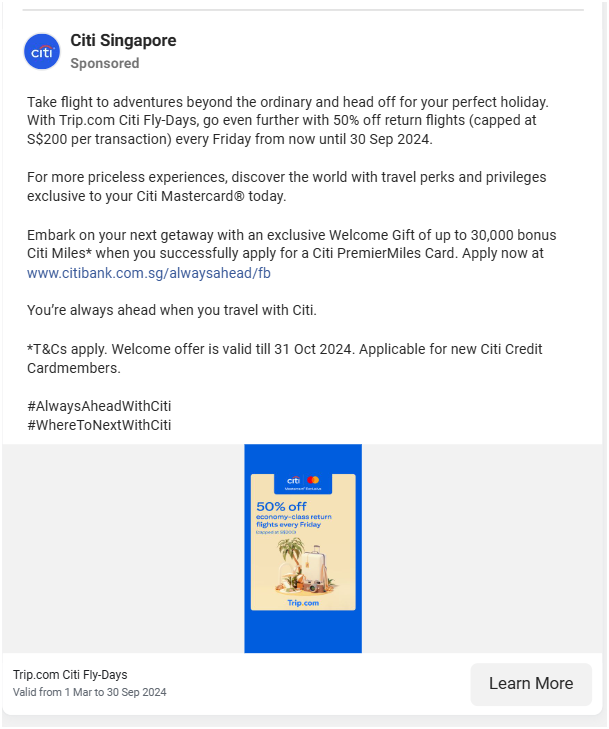 citi
Citi Singapore
Sponsored
Take flight to adventures beyond the ordinary and head off for your perfect holiday.
With Trip.com Citi Fly-Days, go even further with 50% off return flights (capped at
S$200 per transaction) every Friday from now until 30 Sep 2024.
For more priceless experiences, discover the world with travel perks and privileges
exclusive to your Citi Mastercard® today.
Embark on your next getaway with an exclusive Welcome Gift of up to 30,000 bonus
Citi Miles* when you successfully apply for a Citi PremierMiles Card. Apply now at
www.citibank.com.sg/alwaysahead/fb
You’re always ahead when you travel with Citi.
*T&Cs apply. Welcome offer is valid till 31 Oct 2024. Applicable for new Citi Credit
Cardmembers.
#AlwaysAheadWithCiti
#WhereToNextWithCiti
citi
50% off
economy-class return
flights every Friday
(capped at S$200)
Trip.com
Trip.com Citi Fly-Days
Valid from 1 Mar to 30 Sep 2024
Learn More